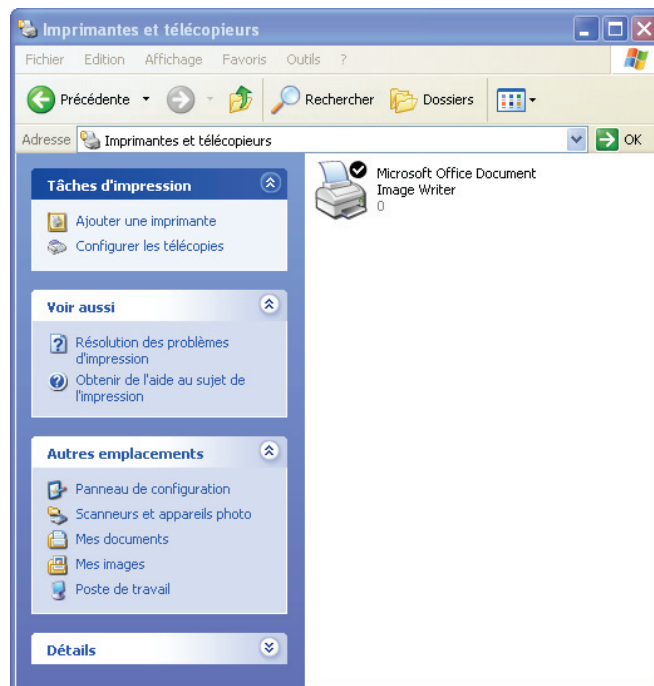 Imprimantes et télécopieurs
Fichier Edition Affichage Favoris Outils ?
Précédente Rechercher Dossiers
Adresse Imprimantes et télécopieurs OK
Tâches d'impression
Ajouter une imprimante
Configurer les télécopies
Voir aussi
Résolution des problèmes
d'impression
Obtenir de l'aide au sujet de
l'impression
Autres emplacements
Panneau de configuration
Scanneurs et appareils photo
Mes documents
Mes images
Poste de travail
Détails
Microsoft Office Document
Image Writer
0